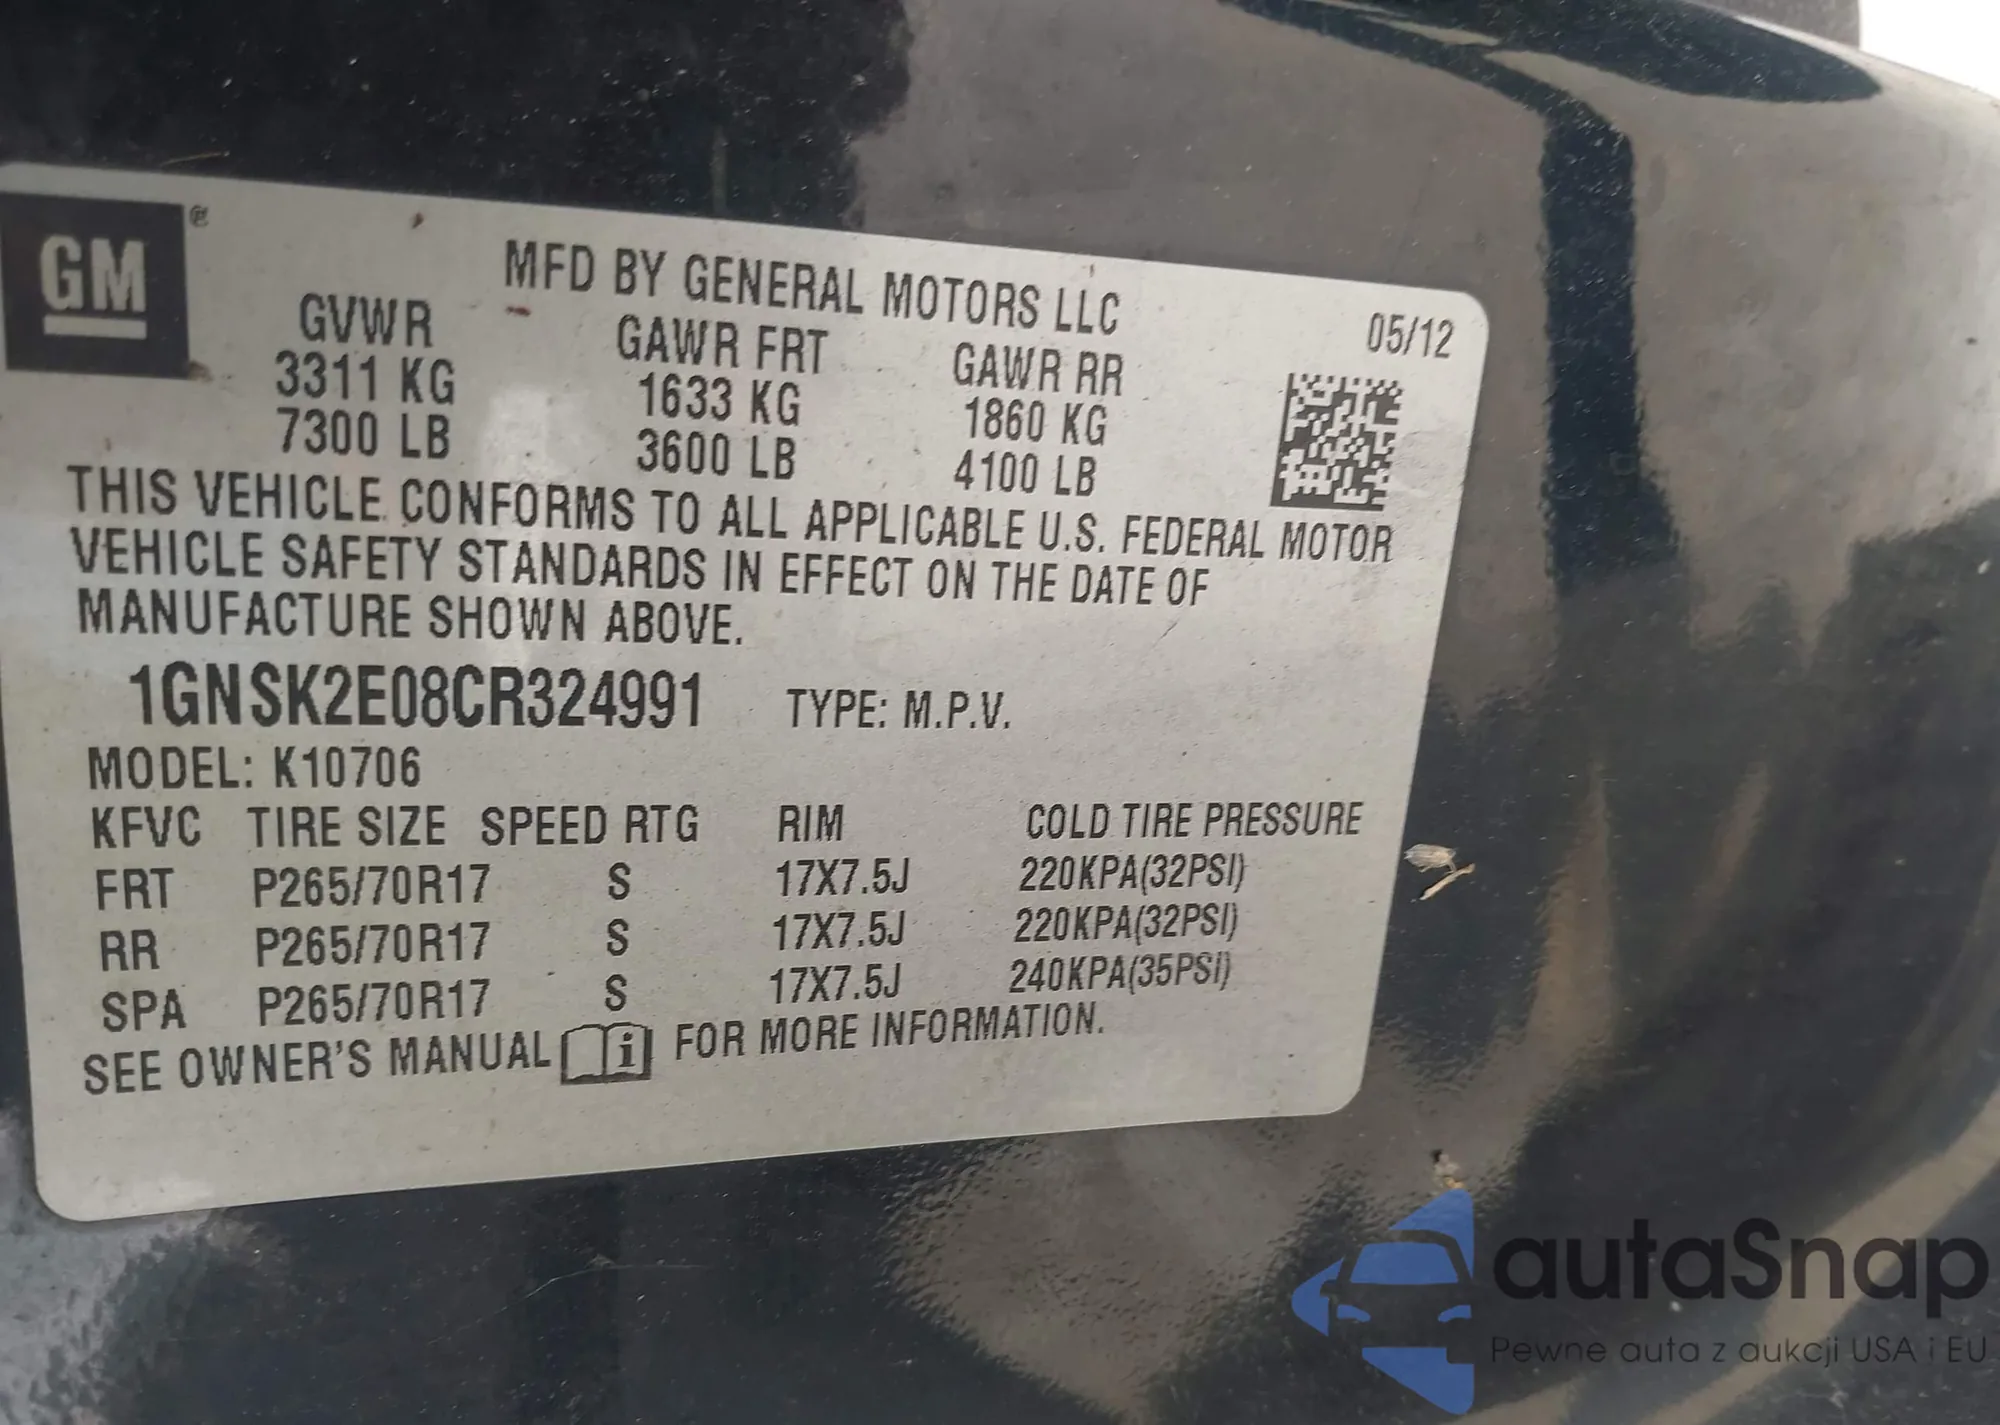 GM ®
MFD BY GENERAL MOTORS LLC
05/12
GVWR GAWR FRT GAWR RR
3311 KG 1633 KG 1860 KG
7300 LB 3600 LB 4100 LB
THIS VEHICLE CONFORMS TO ALL APPLICABLE U.S. FEDERAL MOTOR
VEHICLE SAFETY STANDARDS IN EFFECT ON THE DATE OF
MANUFACTURE SHOWN ABOVE.
1GNSK2E08CR324991 TYPE: M.P.V.
MODEL: K10706
KFVC TIRE SIZE SPEED RTG RIM COLD TIRE PRESSURE
FRT P265/70R17 S 17X7.5J 220KPA(32PSI)
RR P265/70R17 S 17X7.5J 220KPA(32PSI)
SPA P265/70R17 S 17X7.5J 240KPA(35PSI)
SEE OWNER'S MANUAL i FOR MORE INFORMATION.
autaSnap
Pewne auta z aukcji USA i EU